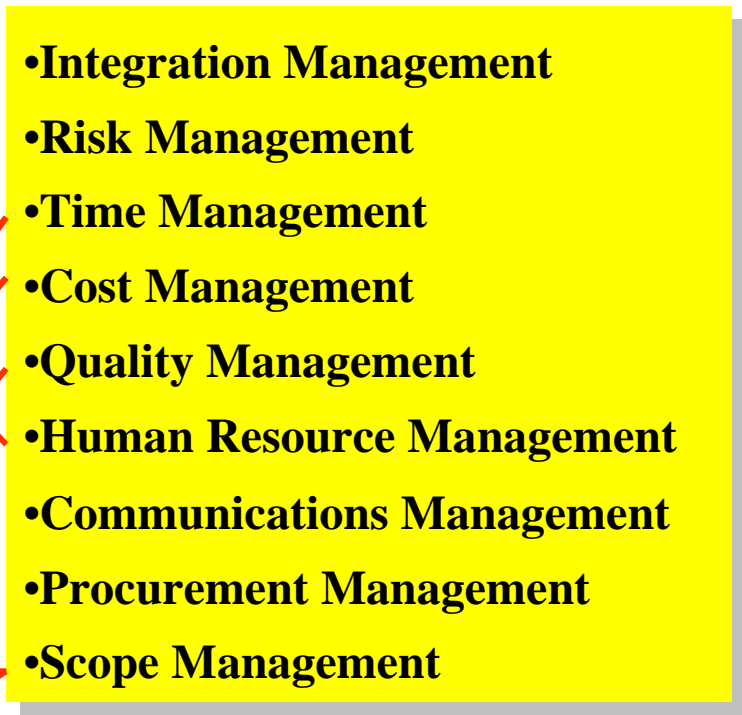 •Integration Management
•Risk Management
•Time Management
•Cost Management
•Quality Management
•Human Resource Management
•Communications Management
•Procurement Management
•Scope Management